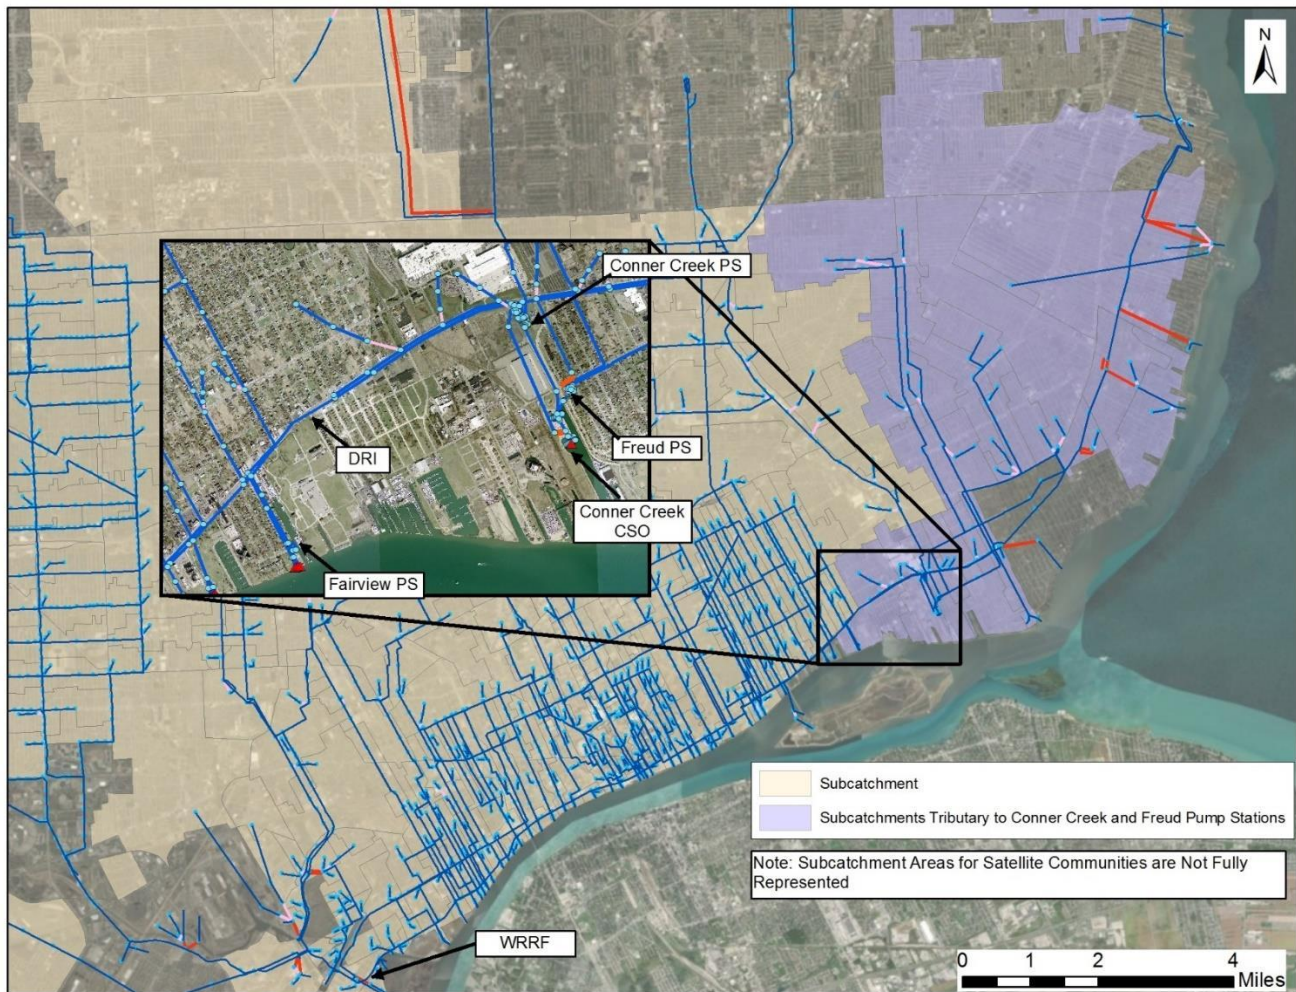 N
Conner Creek PS
DRI
Freud PS
Conner Creek
CSO
Fairview PS
Subcatchment
Subcatchments Tributary to Conner Creek and Freud Pump Stations
Note: Subcatchment Areas for Satellite Communities are Not Fully
Represented
WRRF
0 1 2 4
Miles